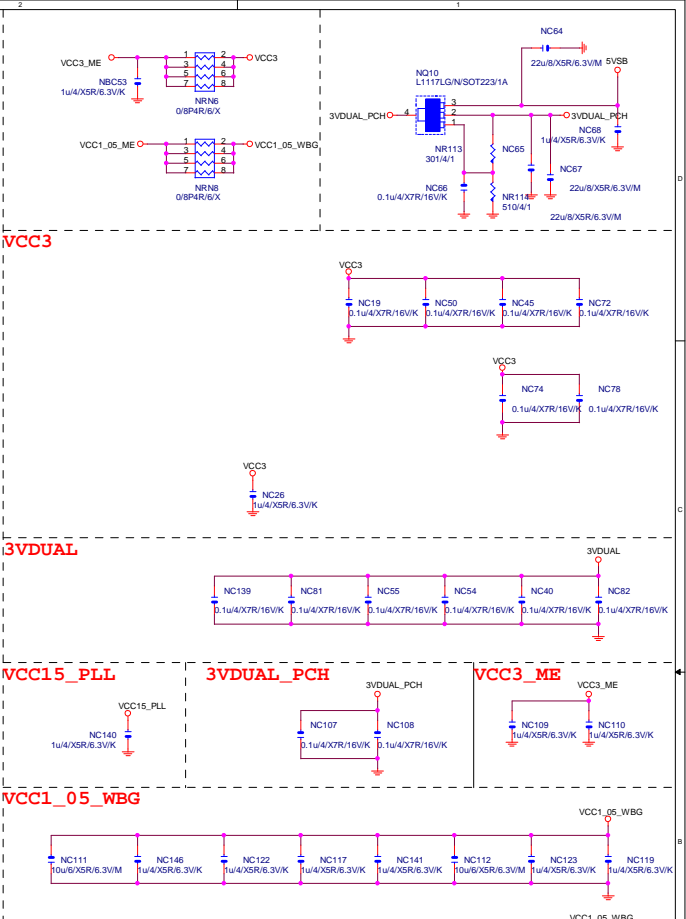 2
1
VCC3_ME
1
2
VCC3
3
4
5
6
7
8
NBC53
1u/4/X5R/6.3V/K
NRN6
0/8P4R/6/X
VCC1_05_ME
1
2
VCC1_05_WBG
3
4
5
6
7
8
NRN8
0/8P4R/6/X
NC64
22u/8/X5R/6.3V/M
5VSB
NQ10
L1117LG/N/SOT223/1A
3VDUAL_PCH
4
3
2
1
3VDUAL_PCH
NC68
1u/4/X5R/6.3V/K
NR113
301/4/1
NC65
NC67
NC66
0.1u/4/X7R/16V/K
NR114
510/4/1
22u/8/X5R/6.3V/M
22u/8/X5R/6.3V/M
D
VCC3
VCC3
NC19
0.1u/4/X7R/16V/K
NC50
0.1u/4/X7R/16V/K
NC45
0.1u/4/X7R/16V/K
NC72
0.1u/4/X7R/16V/K
VCC3
NC74
0.1u/4/X7R/16V/K
NC78
0.1u/4/X7R/16V/K
VCC3
NC26
1u/4/X5R/6.3V/K
C
3VDUAL
3VDUAL
NC139
0.1u/4/X7R/16V/K
NC81
0.1u/4/X7R/16V/K
NC55
0.1u/4/X7R/16V/K
NC54
0.1u/4/X7R/16V/K
NC40
0.1u/4/X7R/16V/K
NC82
0.1u/4/X7R/16V/K
VCC15_PLL
VCC15_PLL
NC140
1u/4/X5R/6.3V/K
3VDUAL_PCH
3VDUAL_PCH
NC107
0.1u/4/X7R/16V/K
NC108
0.1u/4/X7R/16V/K
VCC3_ME
VCC3_ME
NC109
1u/4/X5R/6.3V/K
NC110
1u/4/X5R/6.3V/K
VCC1_05_WBG
VCC1_05_WBG
NC111
10u/6/X5R/6.3V/M
NC146
1u/4/X5R/6.3V/K
NC122
1u/4/X5R/6.3V/K
NC117
1u/4/X5R/6.3V/K
NC141
1u/4/X5R/6.3V/K
NC112
10u/6/X5R/6.3V/M
NC123
1u/4/X5R/6.3V/K
NC119
1u/4/X5R/6.3V/K
B
VCC1_05_WBG